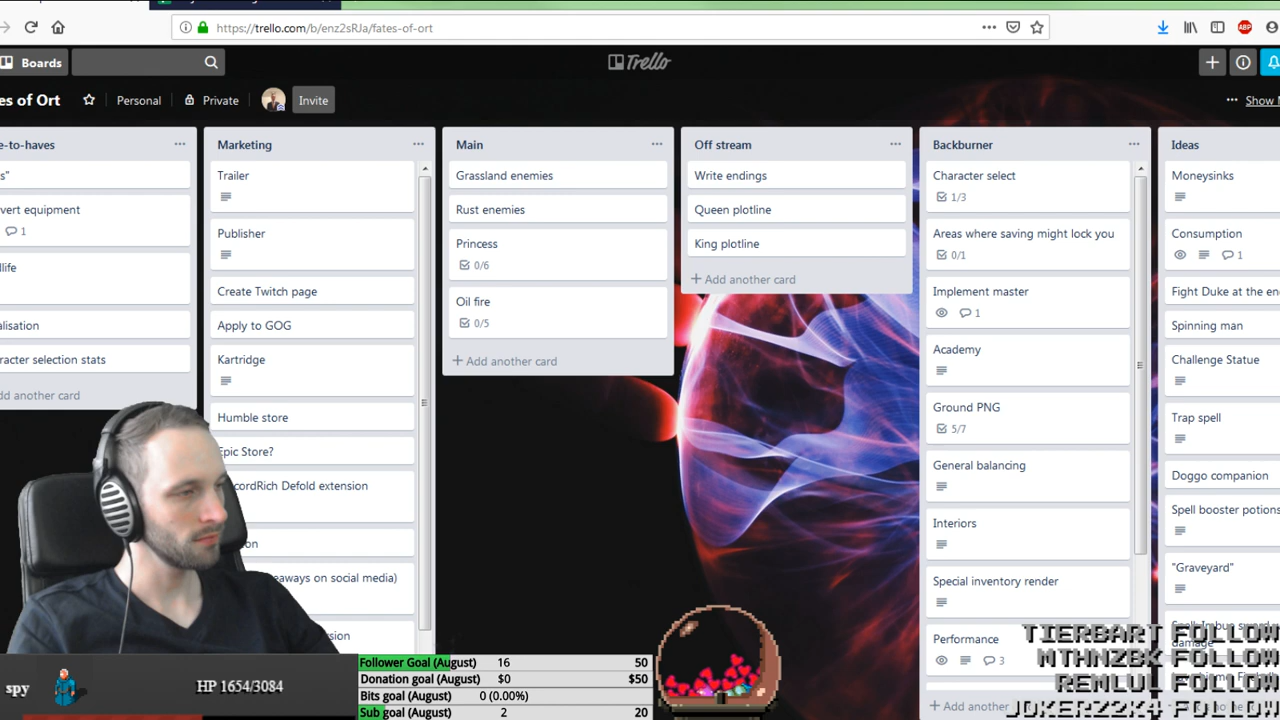 https://trello.com/b/enz2sRJa/fates-of-ort
ABP
Boards
Trello
es of Ort
Personal
Private
Invite
Show
e-to-haves
s"
vert equipment
1
llife
alisation
racter selection stats
dd another card
Marketing
Trailer
Publisher
Create Twitch page
Apply to GOG
Kartridge
Humble store
Epic Store?
cordRich Defold extension
on
eaways on social media)
sion
Main
Grassland enemies
Rust enemies
Princess
0/6
Oil fire
0/5
+ Add another card
Off stream
Write endings
Queen plotline
King plotline
+ Add another card
Backburner
Character select
1/3
Areas where saving might lock you
0/1
Implement master
1
Academy
Ground PNG
5/7
General balancing
Interiors
Special inventory render
Performance
3
+ Add another
Ideas
Moneysinks
Consumption
1
Fight Duke at the en
Spinning man
Challenge Statue
Trap spell
Doggo companion
Spell booster potions
"Graveyard"
TIERBART FOLLOW
MTHNZBX FOLLOW
REMLUL FOLLOW
JOKERZZK4 FOLLOW
spy
HP 1654/3084
Follower Goal (August) 16 50
Donation goal (August) $0 $50
Bits goal (August) 0 (0.00%)
Sub goal (August) 2 20